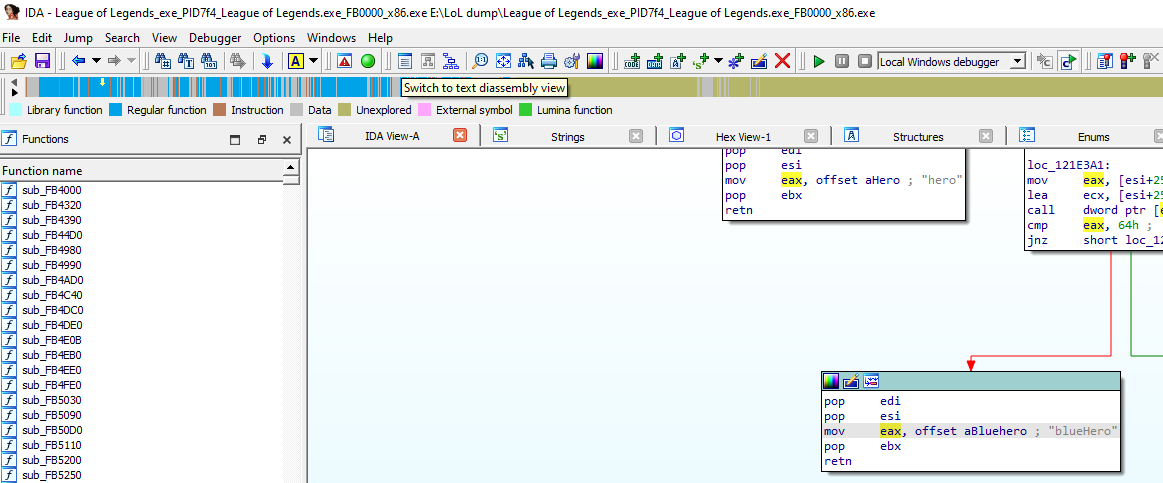 IDA - League of Legends_exe_PID7f4_League of Legends.exe_FB0000_x86.exe E:\LoL dump\League of Legends_exe_PID7f4_League of Legends.exe_FB0000_x86.exe
File Edit Jump Search View Debugger Options Windows Help
Local Windows debugger
Switch to text diassembly view
Library function Regular function Instruction Data Unexplored External symbol Lumina function
Functions
IDA View-A Strings Hex View-1 Structures Enums
Function name
sub_FB4000
sub_FB4320
sub_FB4390
sub_FB44D0
sub_FB4980
sub_FB4990
sub_FB4AD0
sub_FB4C40
sub_FB4DC0
sub_FB4DE0
sub_FB4E0B
sub_FB4EB0
sub_FB4EE0
sub_FB4FE0
sub_FB5030
sub_FB5090
sub_FB50D0
sub_FB5110
sub_FB5200
sub_FB5250
pop edi
pop esi
mov eax, offset aHero ; "hero"
pop ebx
retn
loc_121E3A1:
mov eax, [esi+25
lea ecx, [esi+25
call dword ptr [e
cmp eax, 64h ;
jnz short loc_12
pop edi
pop esi
mov eax, offset aBluehero ; "blueHero"
pop ebx
retn